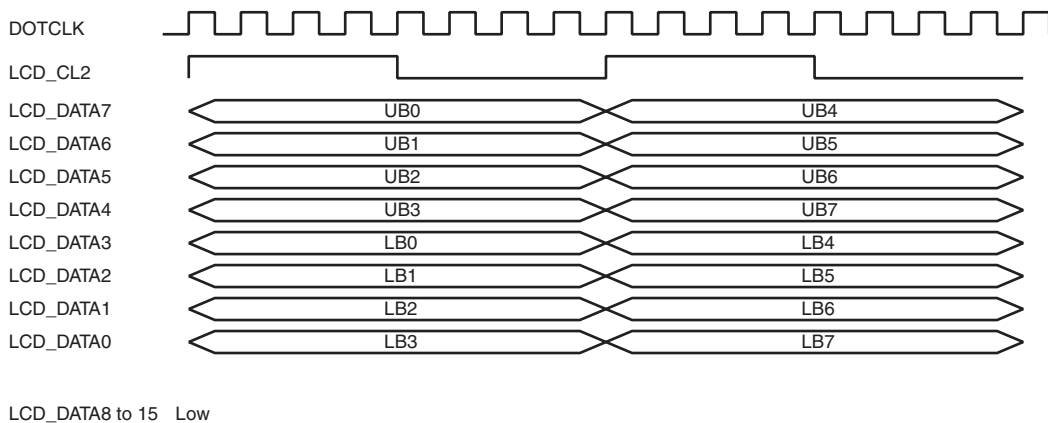 DOTCLK
LCD_CL2
LCD_DATA7 UB0 UB4
LCD_DATA6 UB1 UB5
LCD_DATA5 UB2 UB6
LCD_DATA4 UB3 UB7
LCD_DATA3 LB0 LB4
LCD_DATA2 LB1 LB5
LCD_DATA1 LB2 LB6
LCD_DATA0 LB3 LB7
LCD_DATA8 to 15 Low